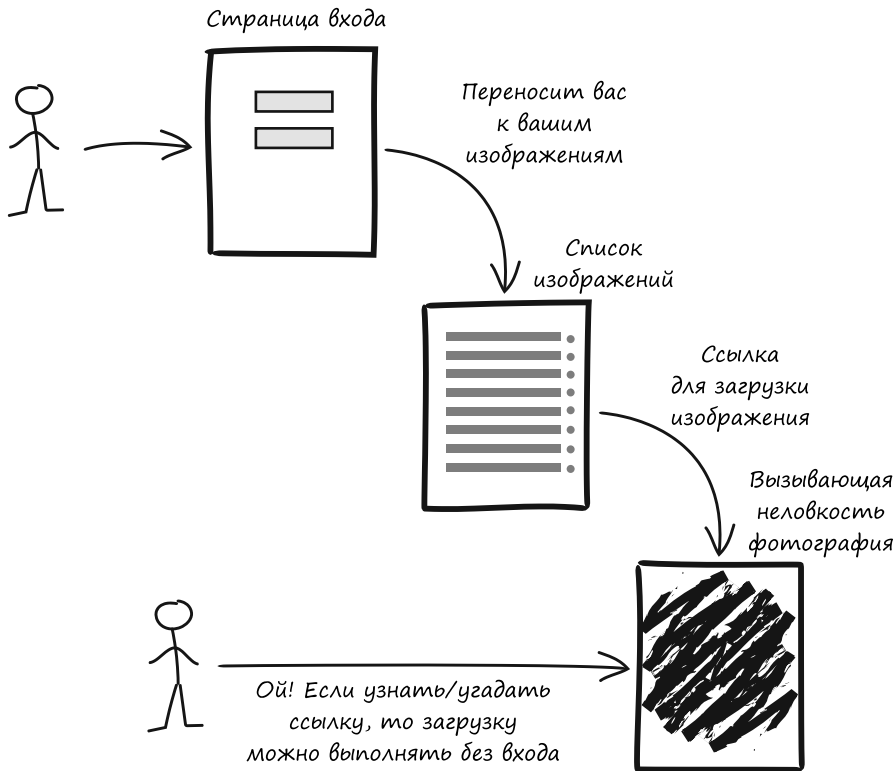 Страница входа
Переносит вас
к вашим
изображениям
Список
изображений
Ссылка
для загрузки
изображения
Вызывающая
неловкость
фотография
Ой! Если узнать/угадать
ссылку, то загрузку
можно выполнять без входа